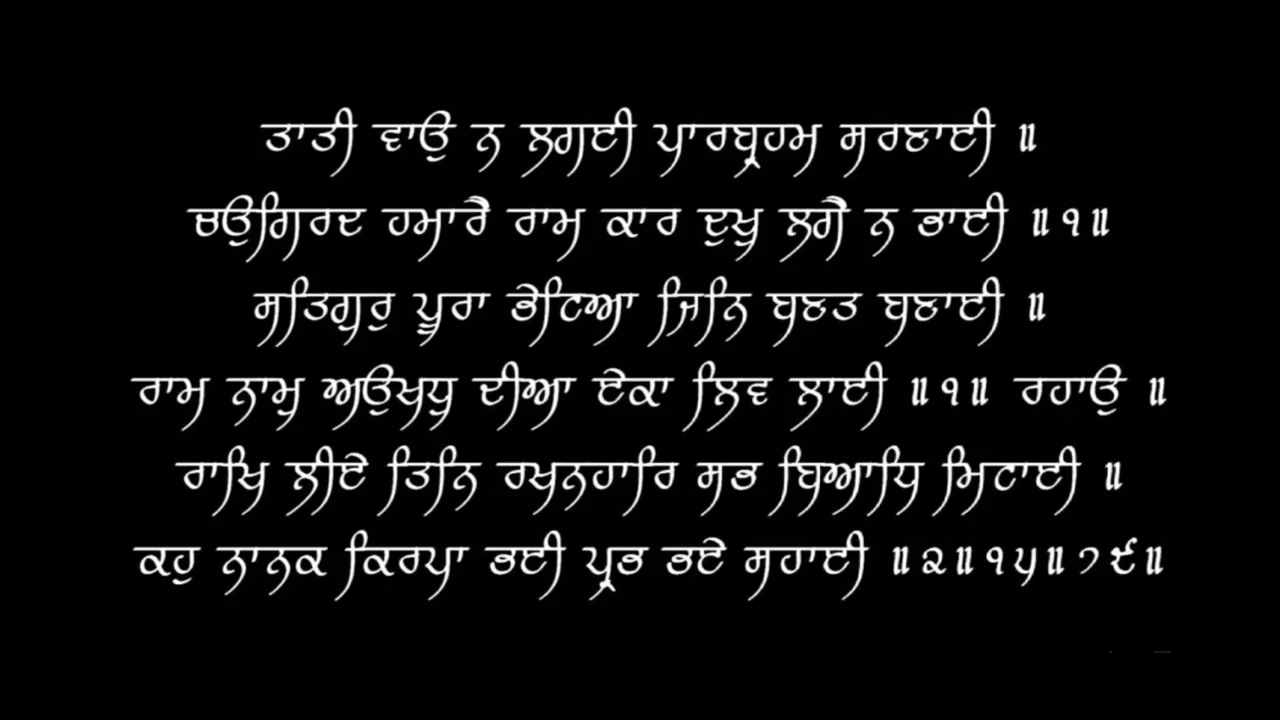 ਤਾਤੀ ਵਾਉ ਨ ਲਗਈ ਪਾਰਬ੍ਰਹਮ ਸਰਣਾਈ ॥
ਚਉਗਿਰਦ ਹਮਾਰੈ ਰਾਮ ਕਾਰ ਦੁਖੁ ਲਗੈ ਨ ਭਾਈ ॥੧॥
ਸਤਿਗੁਰੁ ਪੂਰਾ ਭੇਟਿਆ ਜਿਨਿ ਬਣਤ ਬਣਾਈ ॥
ਰਾਮ ਨਾਮੁ ਅਉਖਧੁ ਦੀਆ ਏਕਾ ਲਿਵ ਲਾਈ ॥੧॥ ਰਹਾਉ ॥
ਰਾਖਿ ਲੀਏ ਤਿਨਿ ਰਖਨਹਾਰਿ ਸਭ ਬਿਆਧਿ ਮਿਟਾਈ ॥
ਕਹੁ ਨਾਨਕ ਕਿਰਪਾ ਭਈ ਪ੍ਰਭ ਭਏ ਸਹਾਈ ॥੨॥੧੫॥੭੯॥